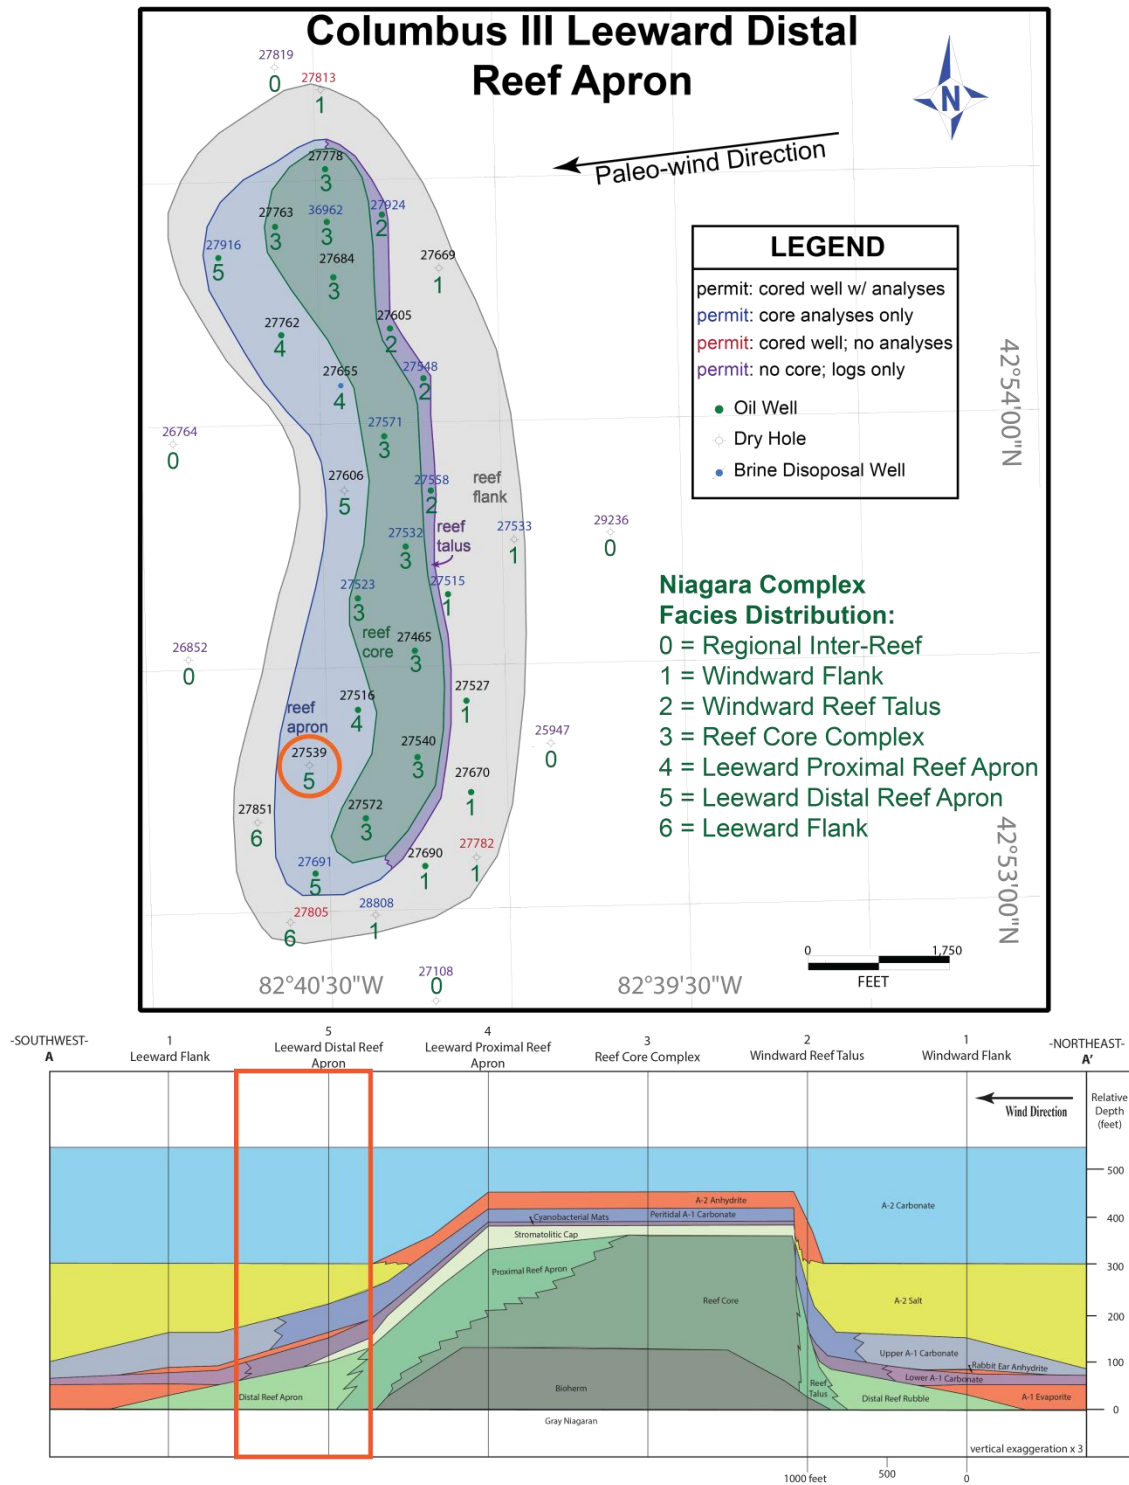 Columbus III Leeward Distal
Reef Apron
27819
0
27813
1
N
Paleo-wind Direction
27778
3
27763
3
36962
3
27924
2
27916
5
27684
3
27669
1
LEGEND
permit: cored well w/ analyses
permit: core analyses only
permit: cored well; no analyses
permit: no core; logs only
Oil Well
Dry Hole
Brine Disoposal Well
27762
4
27605
2
27655
4
27548
2
42°54'00"N
26764
0
27571
3
27606
5
27558
2
reef
flank
reef
talus
27532
3
27533
1
29236
0
27523
3
27515
1
Niagara Complex
Facies Distribution:
0 = Regional Inter-Reef
1 = Windward Flank
2 = Windward Reef Talus
3 = Reef Core Complex
4 = Leeward Proximal Reef Apron
5 = Leeward Distal Reef Apron
6 = Leeward Flank
reef
core
27465
3
26852
0
27516
4
27527
1
reef
apron
27539
5
27540
3
25947
0
27670
1
27851
6
27572
3
27782
1
27690
1
27691
5
42°53'00"N
27805
6
28808
1
0 1,750
FEET
27108
0
82°40'30"W
82°39'30"W
-SOUTHWEST-
A
1
Leeward Flank
5
Leeward Distal Reef
Apron
4
Leeward Proximal Reef
Apron
3
Reef Core Complex
2
Windward Reef Talus
1
Windward Flank
-NORTHEAST-
A'
Wind Direction
Relative
Depth
(feet)
500
400
300
200
100
0
A-2 Anhydrite
A-2 Carbonate
Cyanobacterial Mats
Peritidal A-1 Carbonate
Stromatolitic Cap
Proximal Reef Apron
Reef Core
A-2 Salt
Upper A-1 Carbonate
Rabbit Ear Anhydrite
Lower A-1 Carbonate
Bioherm
Reef
Talus
Distal Reef Apron
Distal Reef Rubble
A-1 Evaporite
Gray Niagaran
vertical exaggeration x 3
1000 feet
500
0